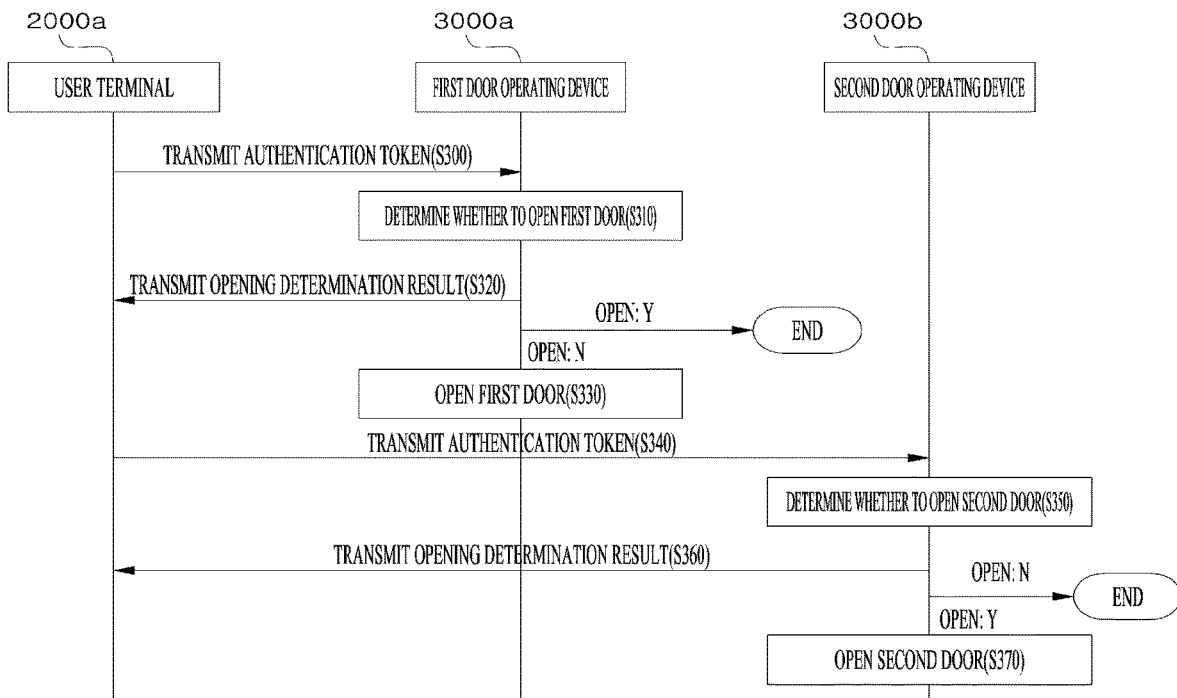 2000a
3000a
3000b
USER TERMINAL
FIRST DOOR OPERATING DEVICE
SECOND DOOR OPERATING DEVICE
TRANSMIT AUTHENTICATION TOKEN(S300)
DETERMINE WHETHER TO OPEN FIRST DOOR(S310)
TRANSMIT OPENING DETERMINATION RESULT(S320)
OPEN: Y
END
OPEN: N
OPEN FIRST DOOR(S330)
TRANSMIT AUTHENTICATION TOKEN(S340)
DETERMINE WHETHER TO OPEN SECOND DOOR(S350)
TRANSMIT OPENING DETERMINATION RESULT(S360)
OPEN: N
END
OPEN: Y
OPEN SECOND DOOR(S370)